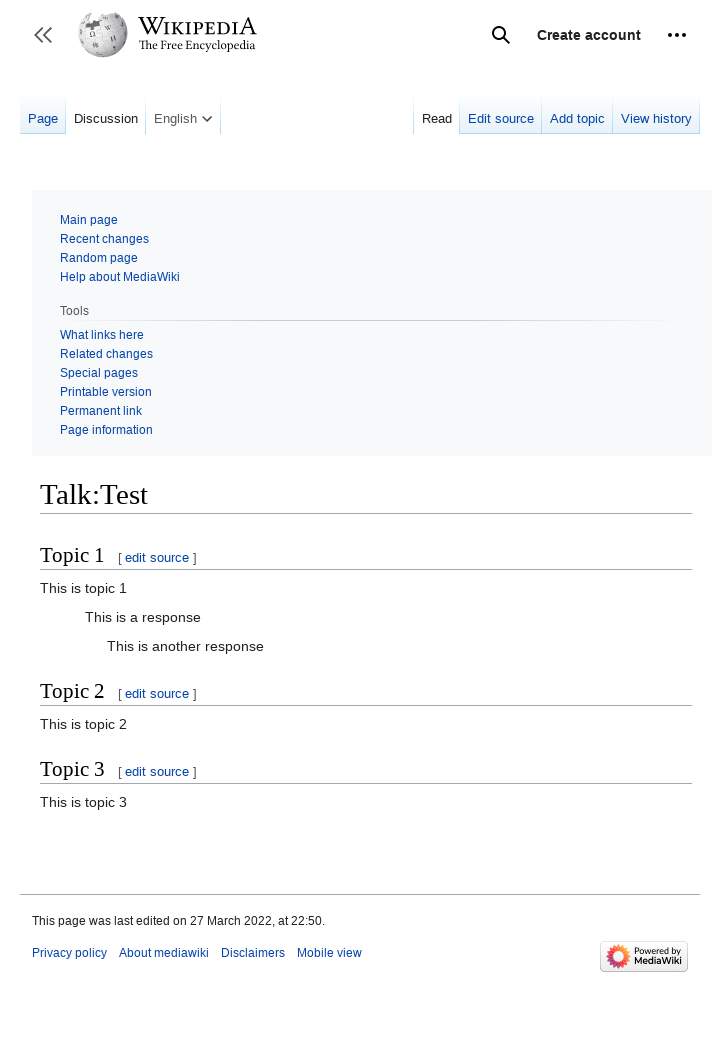 WIKIPEDIA
The Free Encyclopedia
Create account
Page Discussion English Read Edit source Add topic View history
Main page
Recent changes
Random page
Help about MediaWiki
Tools
What links here
Related changes
Special pages
Printable version
Permanent link
Page information
Talk:Test
Topic 1 [ edit source ]
This is topic 1
This is a response
This is another response
Topic 2 [ edit source ]
This is topic 2
Topic 3 [ edit source ]
This is topic 3
This page was last edited on 27 March 2022, at 22:50.
Privacy policy About mediawiki Disclaimers Mobile view
Powered by
MediaWiki